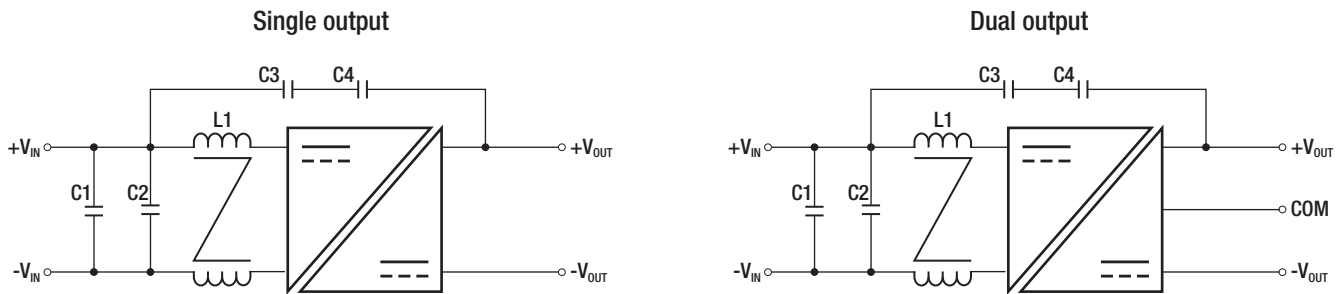 Single output
C3 C4
L1
+VIN
+VOUT
C1 C2
-VIN
-VOUT
Dual output
C3 C4
L1
+VIN
+VOUT
C1 C2
COM
-VIN
-VOUT